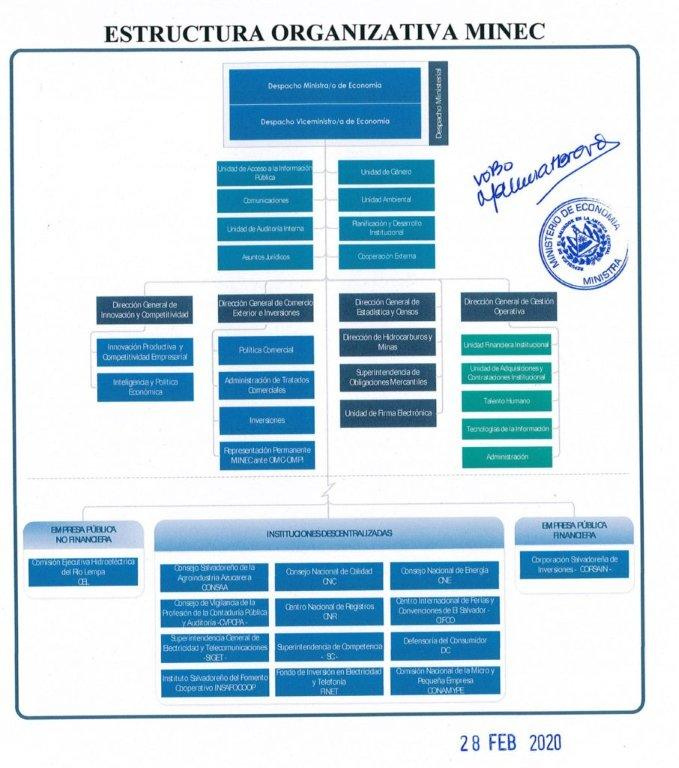 ESTRUCTURA ORGANIZATIVA MINEC
Despacho Ministra/o de Economía
Despacho Viceministro/a de Economía
Despacho Ministerial
Unidad de Acceso a la Información
Pública
Unidad de Género
Comunicaciones
Unidad Ambiental
Unidad de Auditoría Interna
Planificación y Desarrollo
Institucional
Asuntos Jurídicos
Cooperación Externa
VoBo
MINISTERIO DE ECONOMIA
MINISTRA
Dirección General de
Innovación y Competitividad
Innovación Productiva y
Competitividad Empresarial
Inteligencia y Política
Económica
Dirección General de Comercio
Exterior e Inversiones
Política Comercial
Administración de Tratados
Comerciales
Inversiones
Representación Permanente
MINEC ante OMC-OMPI
Dirección General de
Estadística y Censos
Dirección de Hidrocarburos y
Minas
Superintendencia de
Obligaciones Mercantiles
Unidad de Firma Electrónica
Dirección General de Gestión
Operativa
Unidad Financiera Institucional
Unidad de Adquisiciones y
Contrataciones Institucional
Talento Humano
Tecnologías de la Información
Administración
EMPRESA PÚBLICA
NO FINANCIERA
Comisión Ejecutiva Hidroeléctrica
del Río Lempa
CEL
INSTITUCIONES DESCENTRALIZADAS
Consejo Salvadoreño de la
Agroindustria Azucarera
CONSAA
Consejo Nacional de Calidad
CNC
Consejo Nacional de Energía
CNE
Consejo de Vigilancia de la
Profesión de la Contaduría Pública
y Auditoría -CVPCPA-
Centro Nacional de Registros
CNR
Centro Internacional de Ferias y
Convenciones de El Salvador -
CIFCO
Superintendencia General de
Electricidad y Telecomunicaciones
-SIGET-
Superintendencia de Competencia
- SC -
Defensoría del Consumidor
DC
Instituto Salvadoreño del Fomento
Cooperativo INSAFOCOOP
Fondo de Inversión en Electricidad
y Telefonía
FINET
Comisión Nacional de la Micro y
Pequeña Empresa
CONAMYPE
EMPRESA PÚBLICA
FINANCIERA
Corporación Salvadoreña de
Inversiones - CORSAIN -
28 FEB 2020